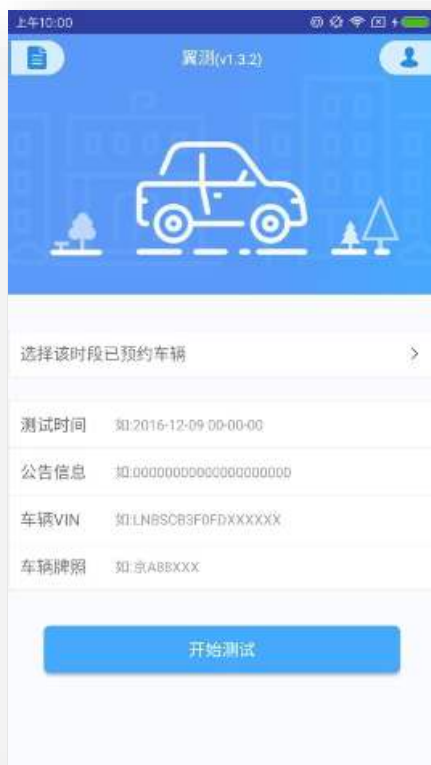 上午10:00
翼测(v1.3.2)
选择该时段已预约车辆
测试时间 如:2016-12-09 00-00-00
公告信息 如:00000000000000000000
车辆VIN 如:LNBSCB3F0FDXXXXXX
车辆牌照 如:京A88XXX
开始测试